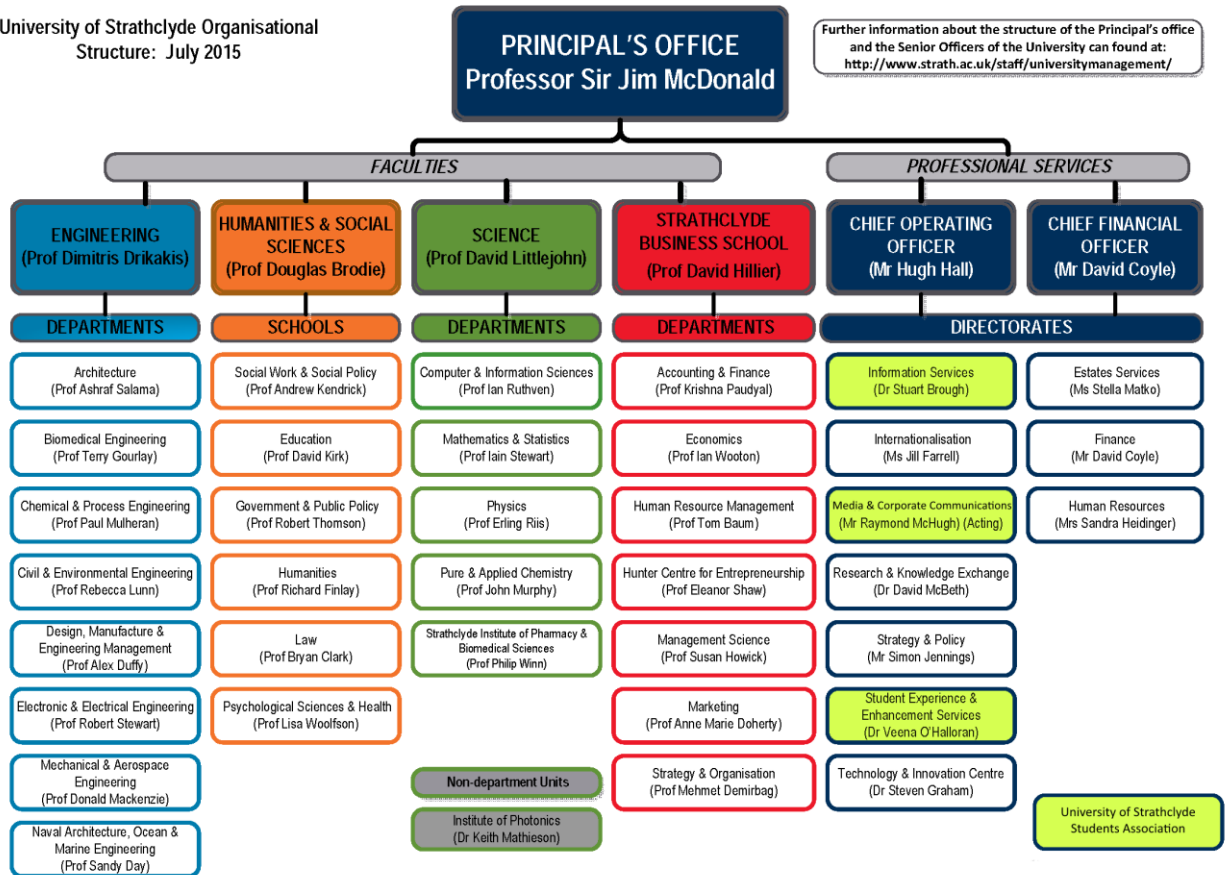 University of Strathclyde Organisational
Structure: July 2015
PRINCIPAL'S OFFICE
Professor Sir Jim McDonald
Further information about the structure of the Principal's office
and the Senior Officers of the University can found at:
http://www.strath.ac.uk/staff/universitymanagement/
FACULTIES
PROFESSIONAL SERVICES
ENGINEERING
(Prof Dimitris Drikakis)
HUMANITIES & SOCIAL
SCIENCES
(Prof Douglas Brodie)
SCIENCE
(Prof David Littlejohn)
STRATHCLYDE
BUSINESS SCHOOL
(Prof David Hillier)
CHIEF OPERATING
OFFICER
(Mr Hugh Hall)
CHIEF FINANCIAL
OFFICER
(Mr David Coyle)
DEPARTMENTS
SCHOOLS
DEPARTMENTS
DEPARTMENTS
DIRECTORATES
Architecture
(Prof Ashraf Salama)
Biomedical Engineering
(Prof Terry Gourlay)
Chemical & Process Engineering
(Prof Paul Mulheran)
Civil & Environmental Engineering
(Prof Rebecca Lunn)
Design, Manufacture &
Engineering Management
(Prof Alex Duffy)
Electronic & Electrical Engineering
(Prof Robert Stewart)
Mechanical & Aerospace
Engineering
(Prof Donald Mackenzie)
Naval Architecture, Ocean &
Marine Engineering
(Prof Sandy Day)
Social Work & Social Policy
(Prof Andrew Kendrick)
Education
(Prof David Kirk)
Government & Public Policy
(Prof Robert Thomson)
Humanities
(Prof Richard Finlay)
Law
(Prof Bryan Clark)
Psychological Sciences & Health
(Prof Lisa Woolfson)
Computer & Information Sciences
(Prof Ian Ruthven)
Mathematics & Statistics
(Prof Iain Stewart)
Physics
(Prof Erling Riis)
Pure & Applied Chemistry
(Prof John Murphy)
Strathclyde Institute of Pharmacy &
Biomedical Sciences
(Prof Philip Winn)
Non-department Units
Institute of Photonics
(Dr Keith Mathieson)
Accounting & Finance
(Prof Krishna Paudyal)
Economics
(Prof Ian Wooton)
Human Resource Management
(Prof Tom Baum)
Hunter Centre for Entrepreneurship
(Prof Eleanor Shaw)
Management Science
(Prof Susan Howick)
Marketing
(Prof Anne Marie Doherty)
Strategy & Organisation
(Prof Mehmet Demirbag)
Information Services
(Dr Stuart Brough)
Internationalisation
(Ms Jill Farrell)
Media & Corporate Communications
(Mr Raymond McHugh) (Acting)
Research & Knowledge Exchange
(Dr David McBeth)
Strategy & Policy
(Mr Simon Jennings)
Student Experience &
Enhancement Services
(Dr Veena O'Halloran)
Technology & Innovation Centre
(Dr Steven Graham)
Estates Services
(Ms Stella Matko)
Finance
(Mr David Coyle)
Human Resources
(Mrs Sandra Heidinger)
University of Strathclyde
Students Association